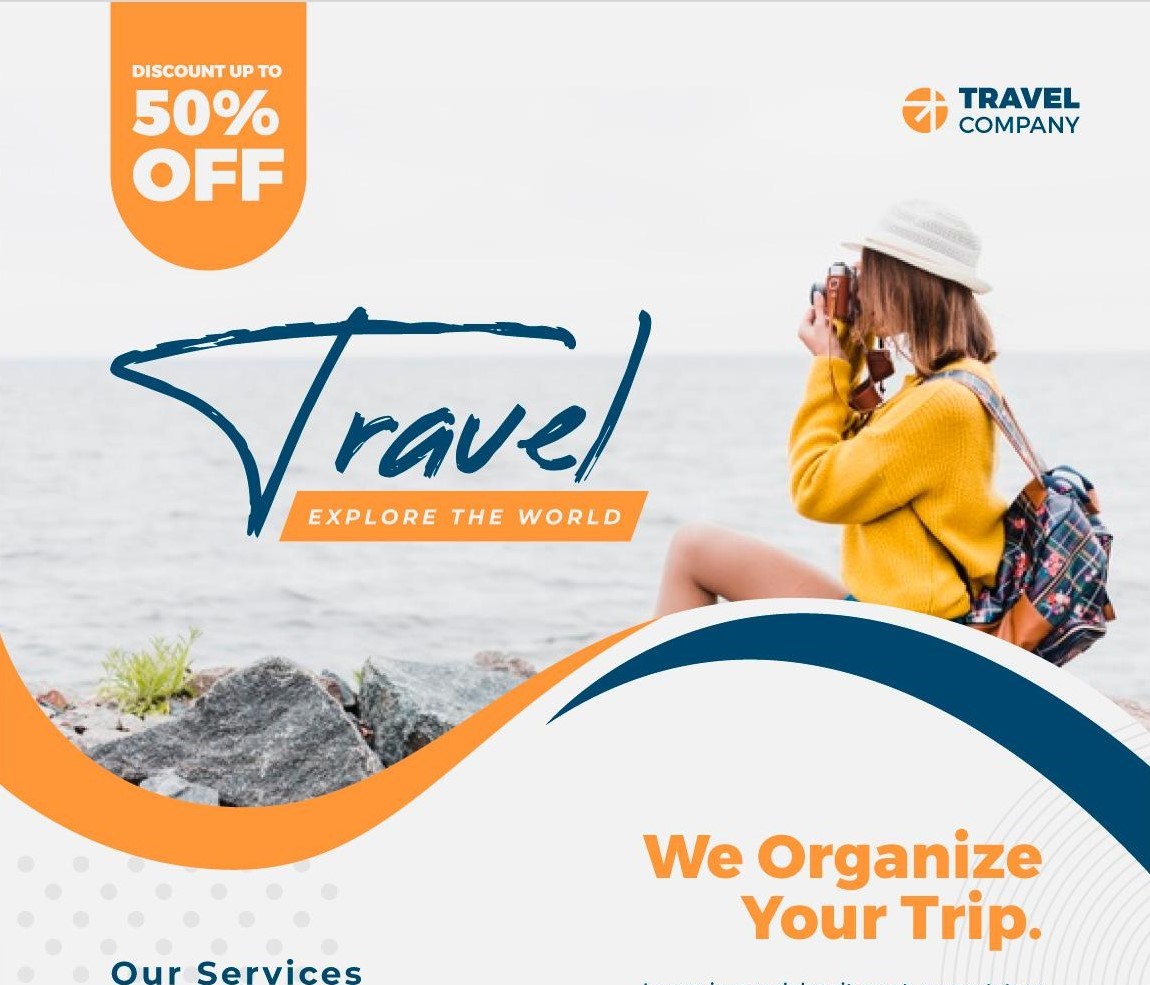 DISCOUNT UP TO
50%
OFF
TRAVEL
COMPANY
Travel
EXPLORE THE WORLD
We Organize
Your Trip.
Our Services